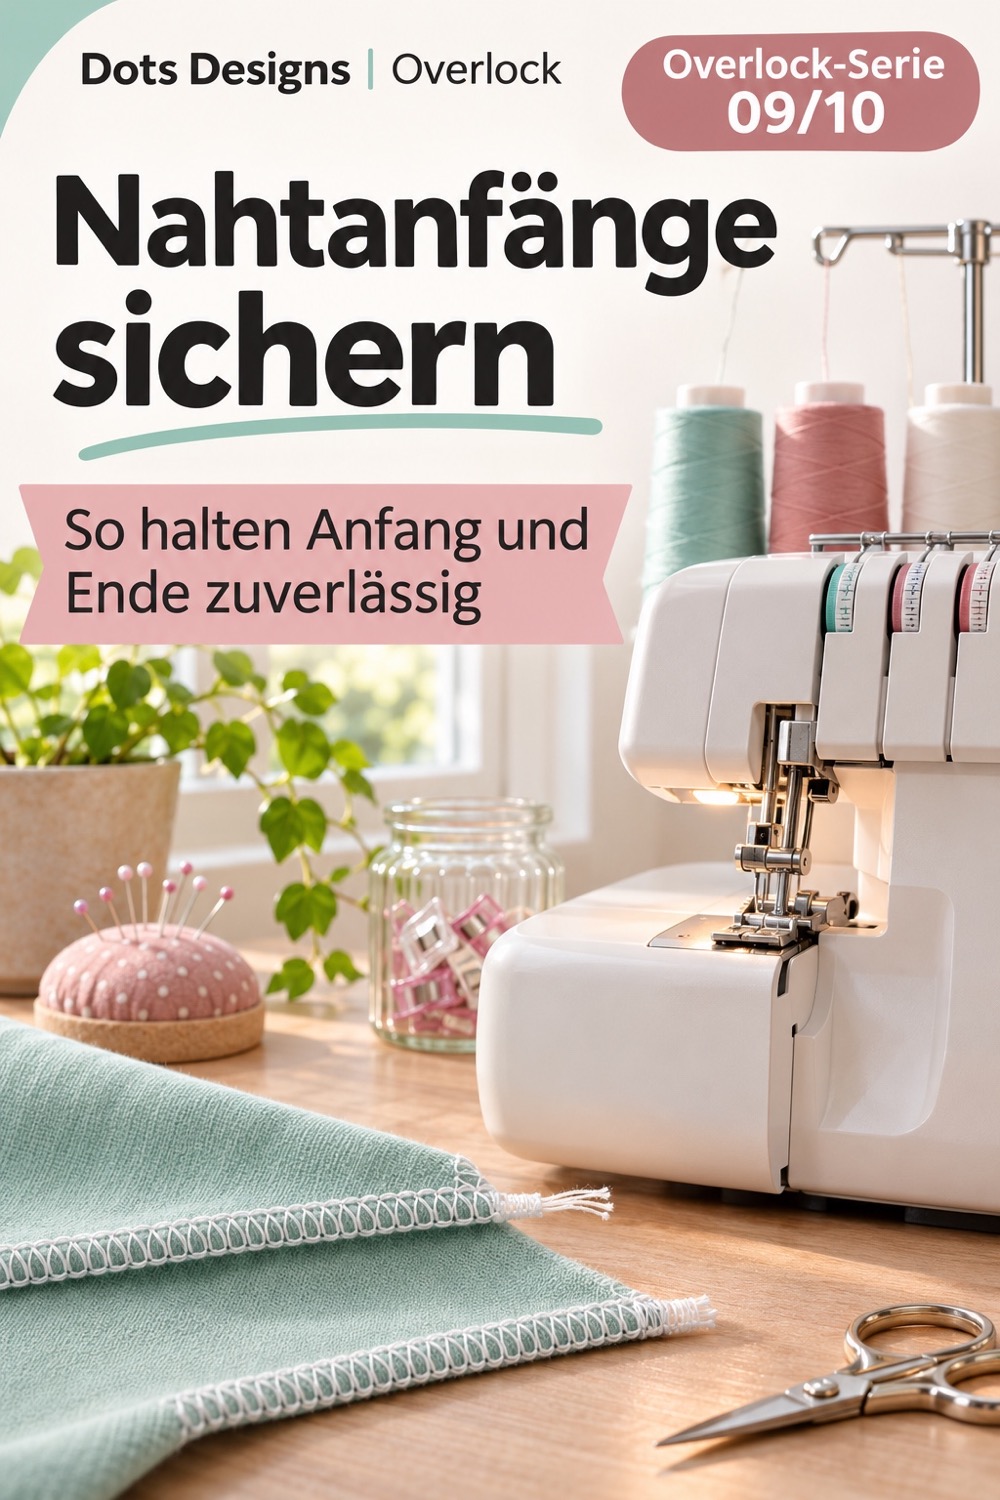 Dots Designs | Overlock
Overlock-Serie
09/10
Nahtanfänge
sichern
So halten Anfang und
Ende zuverlässig